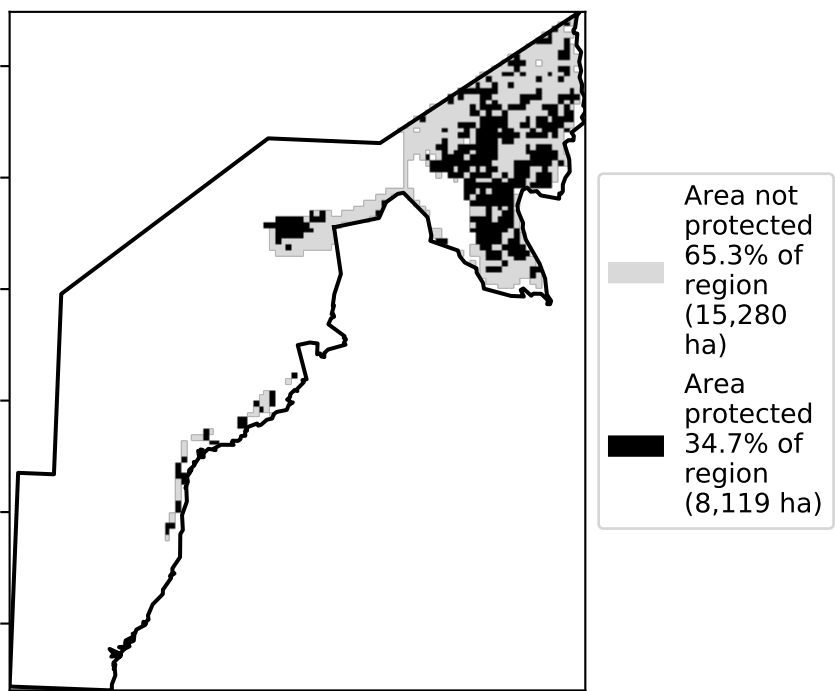 Area not
protected
65.3% of
region
(15,280
ha)
Area
protected
34.7% of
region
(8,119 ha)